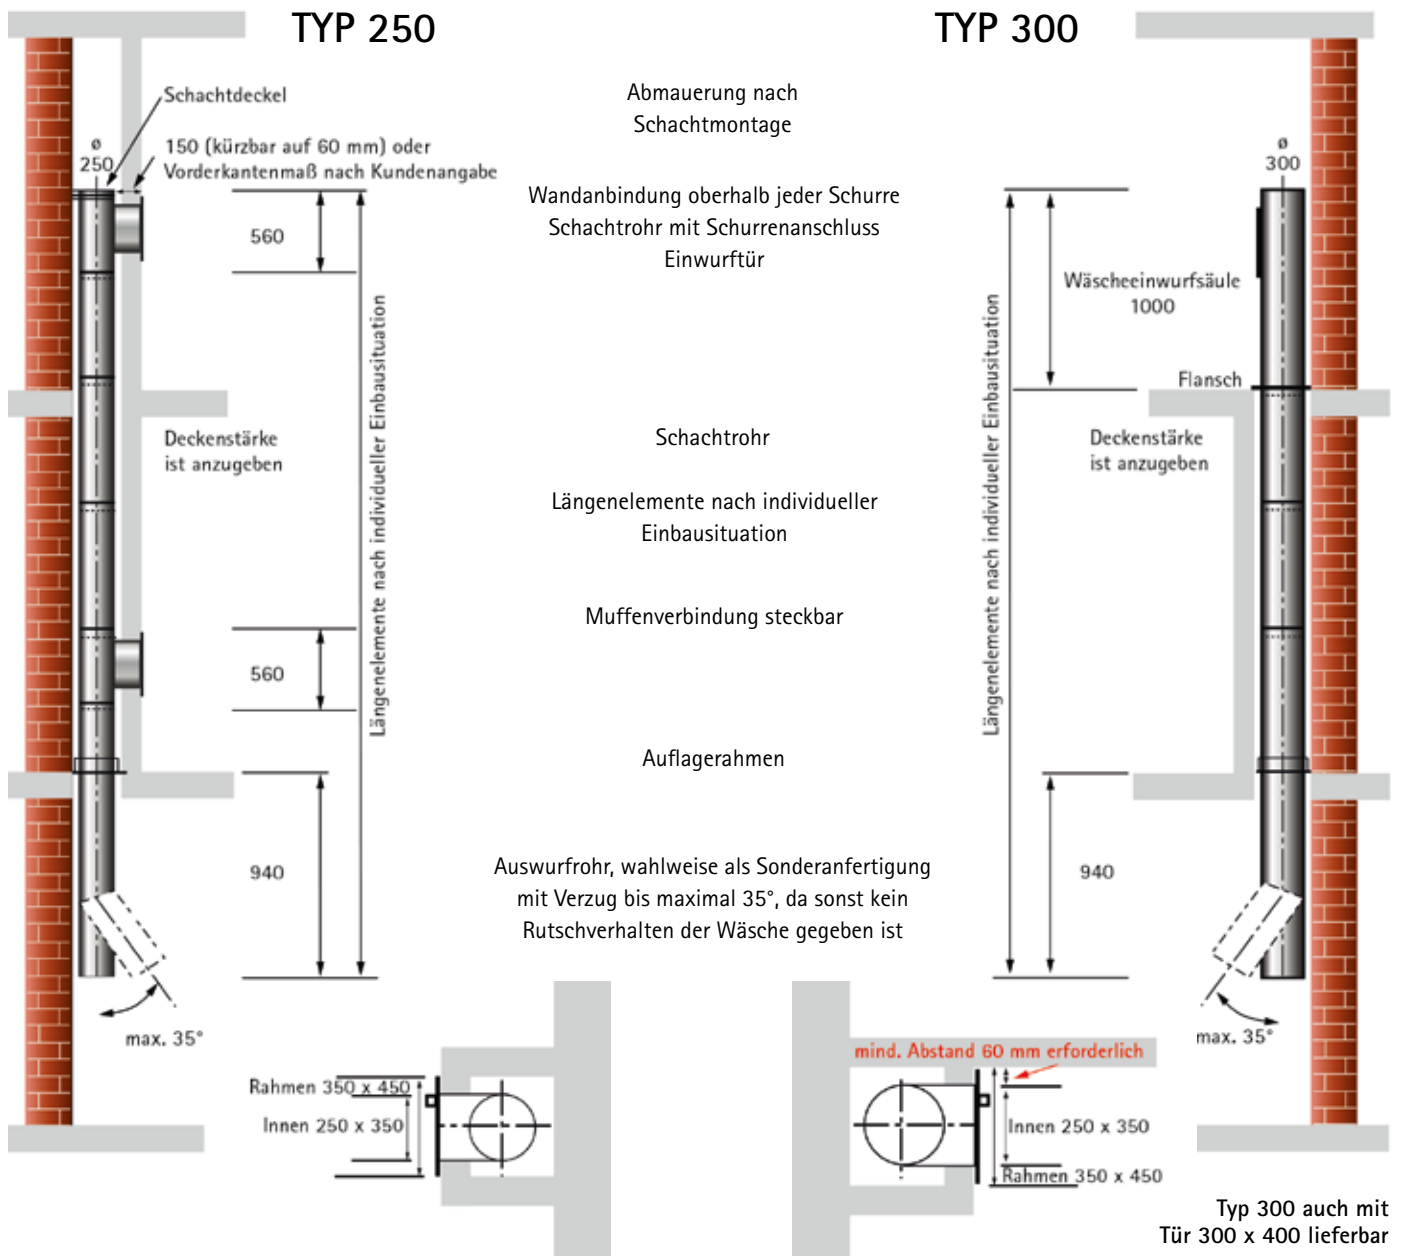 TYP 250
TYP 300
Schachtdeckel
ø
250
150 (kürzbar auf 60 mm) oder
Vorderkantenmaß nach Kundenangabe
560
Längenelemente nach individueller Einbausituation
Deckenstärke
ist anzugeben
560
940
max. 35°
Abmauerung nach
Schachtmontage
Wandanbindung oberhalb jeder Schurre
Schachtrohr mit Schurrenanschluss
Einwurftür
Schachtrohr
Längenelemente nach individueller
Einbausituation
Muffenverbindung steckbar
Auflagerahmen
Auswurfrohr, wahlweise als Sonderanfertigung
mit Verzug bis maximal 35°, da sonst kein
Rutschverhalten der Wäsche gegeben ist
ø
300
Wäscheeinwurfsäule
1000
Längenelemente nach individueller Einbausituation
Flansch
Deckenstärke
ist anzugeben
940
max. 35°
Rahmen 350 x 450
Innen 250 x 350
mind. Abstand 60 mm erforderlich
Innen 250 x 350
Rahmen 350 x 450
Typ 300 auch mit
Tür 300 x 400 lieferbar